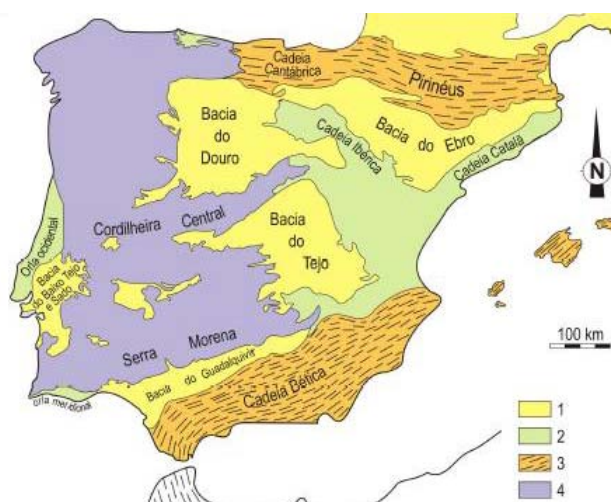 Cadeia
Cantábrica
Pirinéus
Bacia
do
Douro
Cadeia Ibérica
Bacia do Ebro
Cadeia Catalã
N
Cordilheira Central
Orla ocidental
Bacia
do Baixo Tejo
e Sado
Bacia
do
Tejo
100 km
Serra Morena
Bacia do Guadalquivir
Cadeia Bética
orla meridional
1
2
3
4